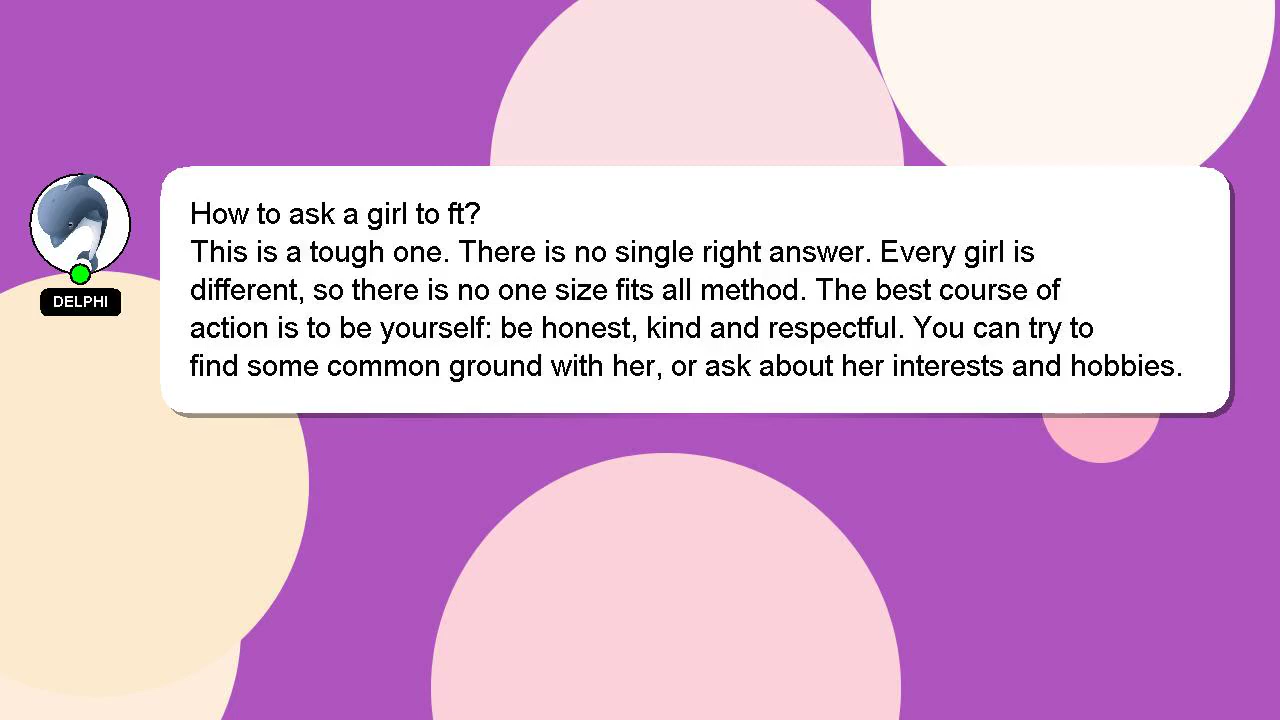 How to ask a girl to ft?
This is a tough one. There is no single right answer. Every girl is
different, so there is no one size fits all method. The best course of
action is to be yourself: be honest, kind and respectful. You can try to
find some common ground with her, or ask about her interests and hobbies.
DELPHI